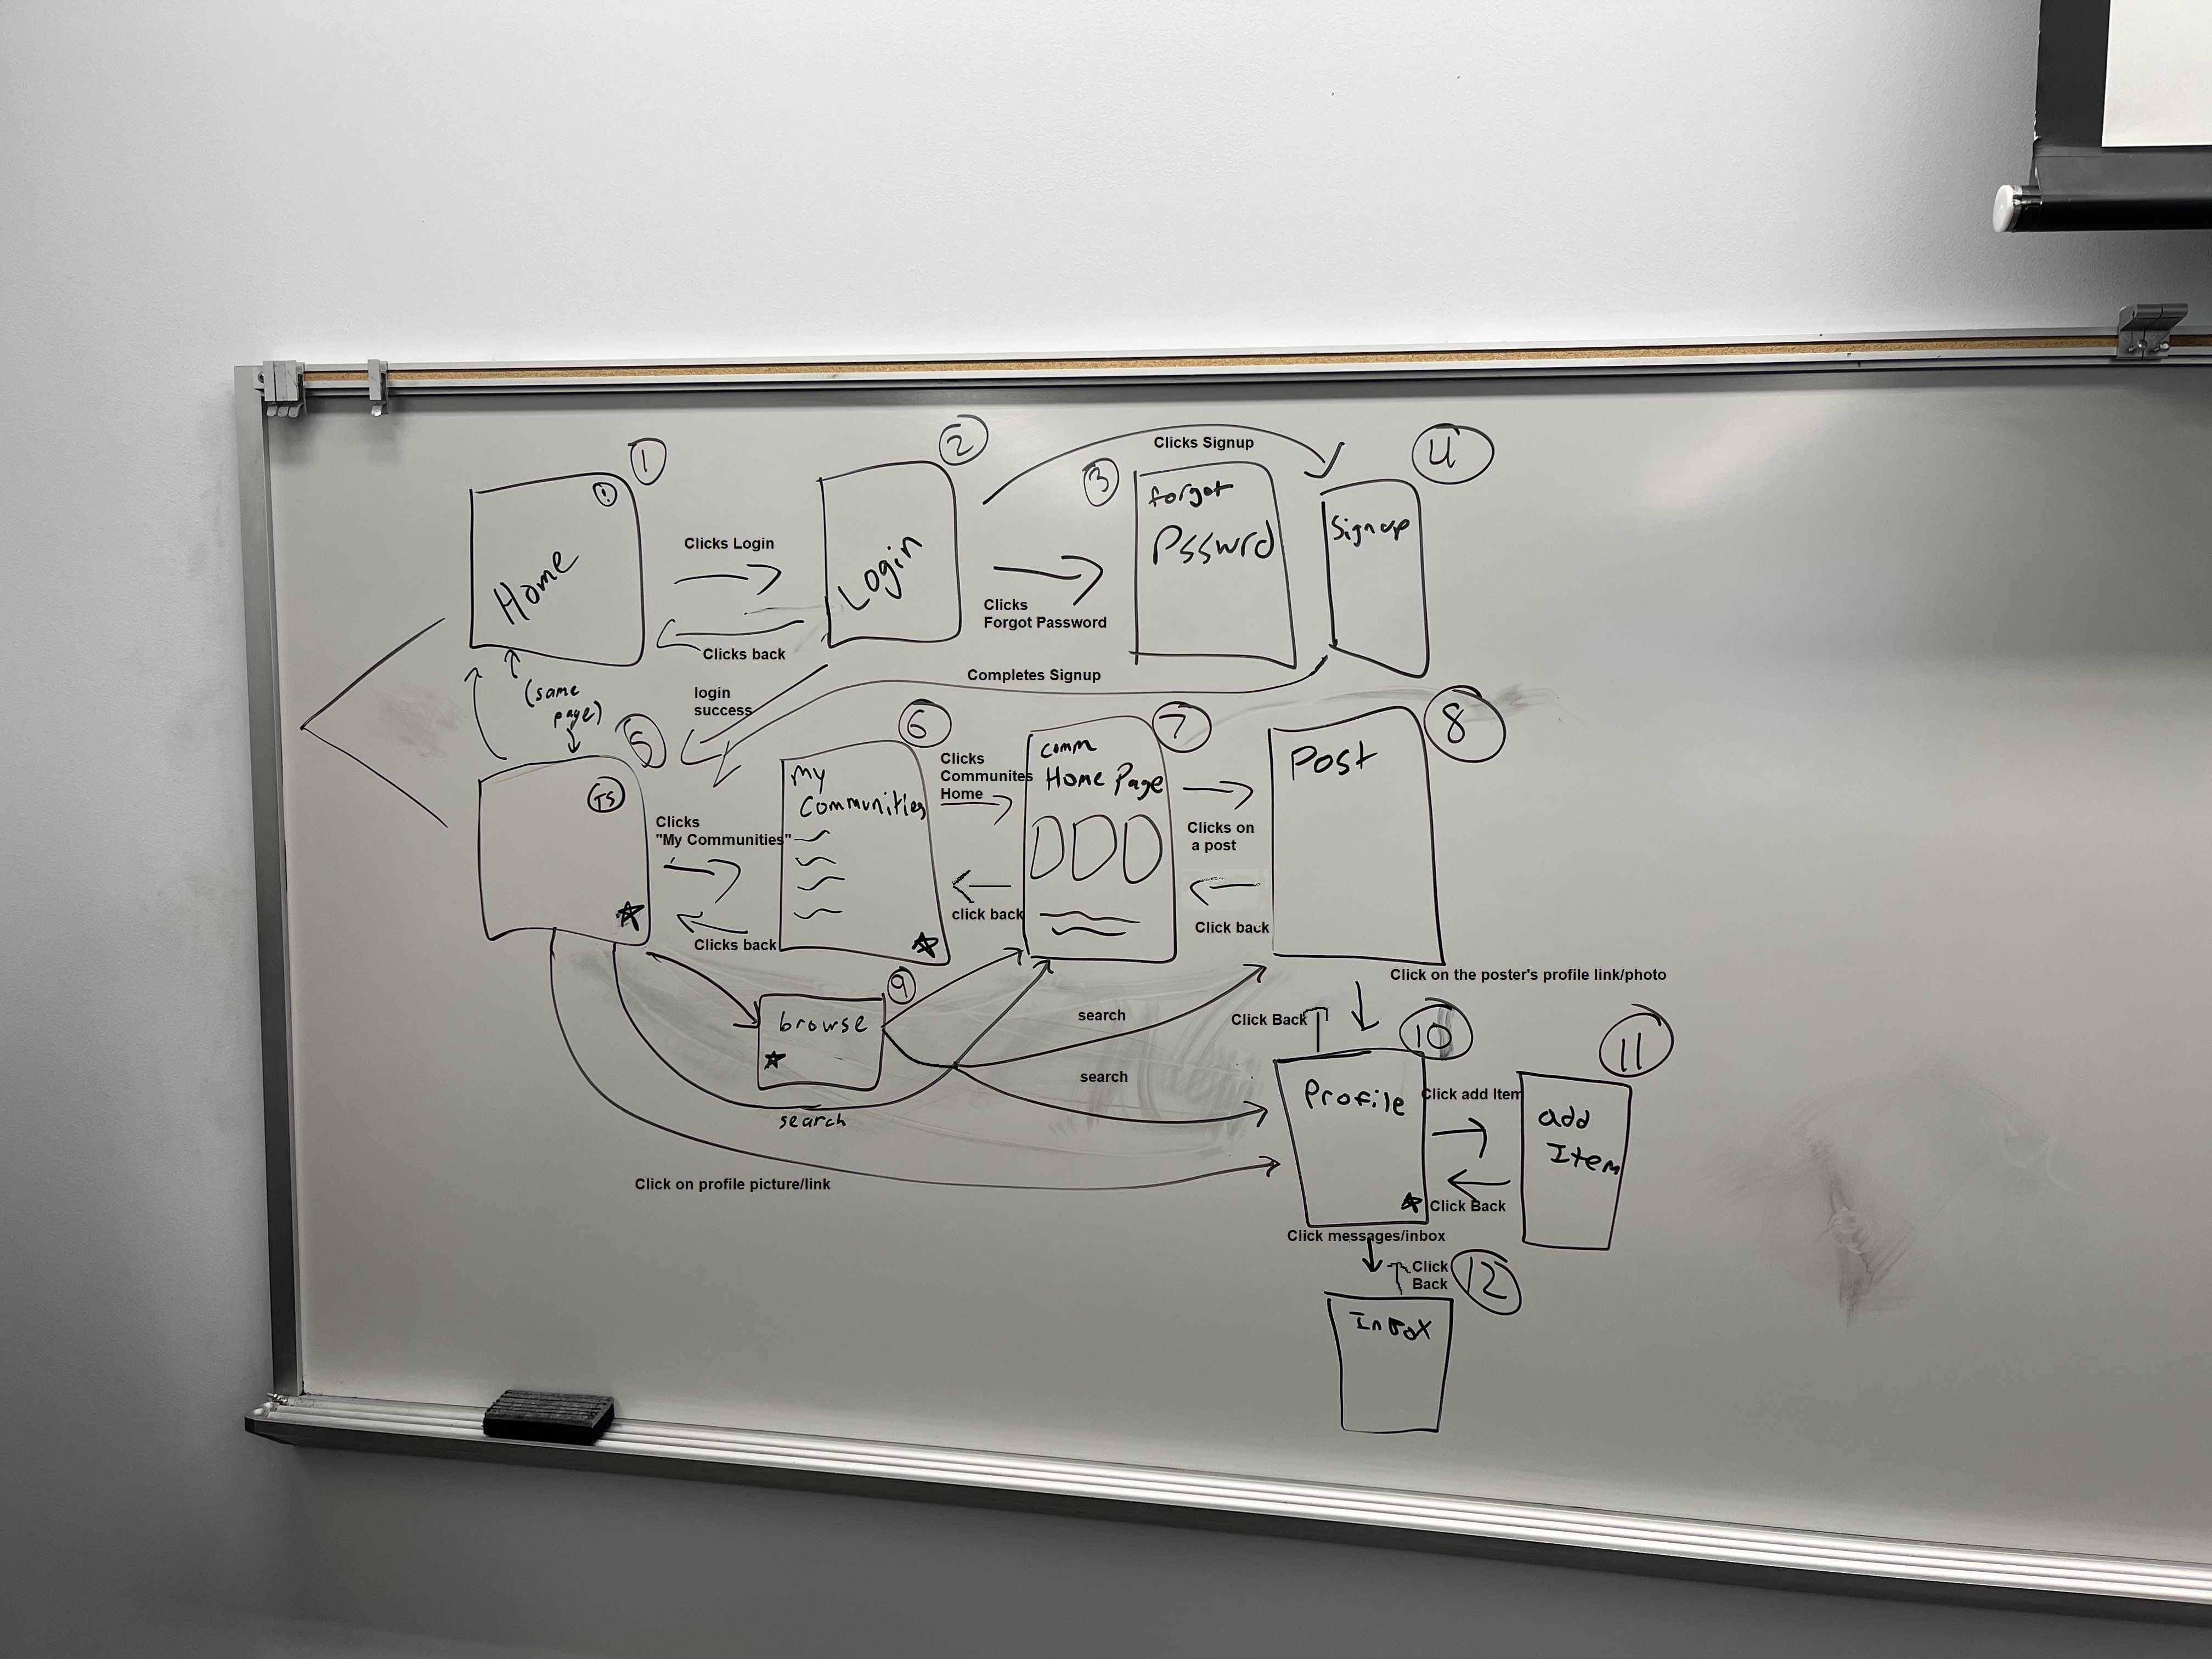 1
2
Clicks Signup
4
!
3
forgot
Psswrd
Signup
Home
Clicks Login
Login
Clicks
Forgot Password
Clicks back
Completes Signup
(same
page)
login
success
5
6
7
8
TS
My
Communities
Clicks
Communites
Home
comm
Home Page
Post
Clicks
"My Communities"
Clicks on
a post
Clicks back
click back
Click back
9
browse
search
search
search
Click on profile picture/link
Click on the poster's profile link/photo
Click Back
10
11
Profile
Click add Item
add
Item
Click Back
Click messages/inbox
Click
Back
12
Inbox